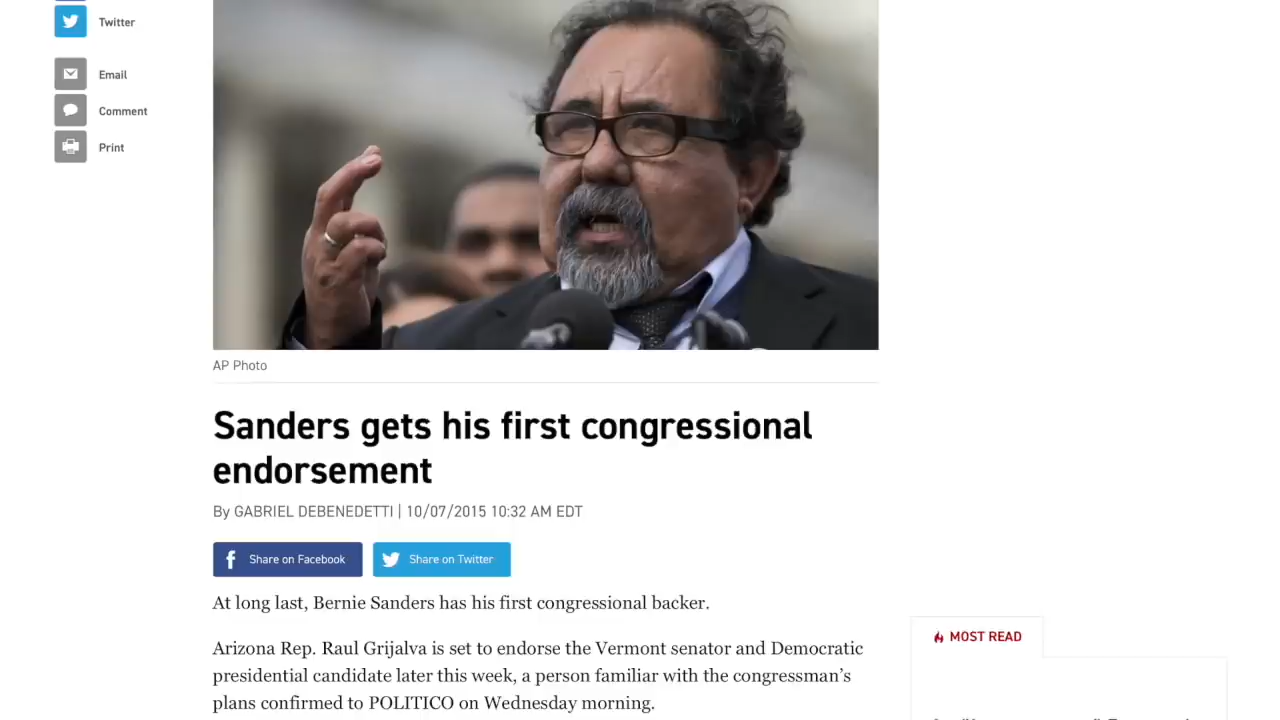 Twitter
Email
Comment
Print
AP Photo
Sanders gets his first congressional
endorsement
By GABRIEL DEBENEDETTI | 10/07/2015 10:32 AM EDT
Share on Facebook
Share on Twitter
At long last, Bernie Sanders has his first congressional backer.
MOST READ
Arizona Rep. Raul Grijalva is set to endorse the Vermont senator and Democratic
presidential candidate later this week, a person familiar with the congressman’s
plans confirmed to POLITICO on Wednesday morning.